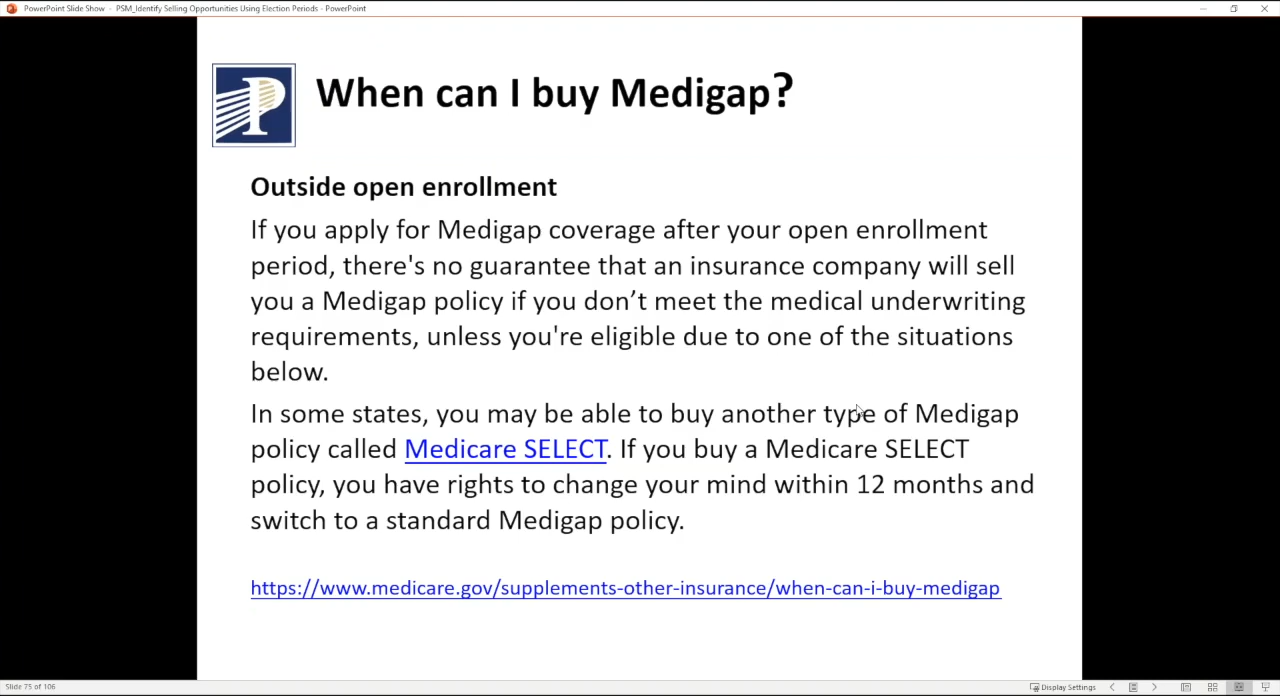 PowerPoint Slide Show - PSM_Identify Selling Opportunities Using Election Periods - PowerPoint
P
When can I buy Medigap?
Outside open enrollment
If you apply for Medigap coverage after your open enrollment
period, there's no guarantee that an insurance company will sell
you a Medigap policy if you don’t meet the medical underwriting
requirements, unless you're eligible due to one of the situations
below.
In some states, you may be able to buy another type of Medigap
policy called Medicare SELECT. If you buy a Medicare SELECT
policy, you have rights to change your mind within 12 months and
switch to a standard Medigap policy.
https://www.medicare.gov/supplements-other-insurance/when-can-i-buy-medigap
Slide 75 of 106
Display Settings